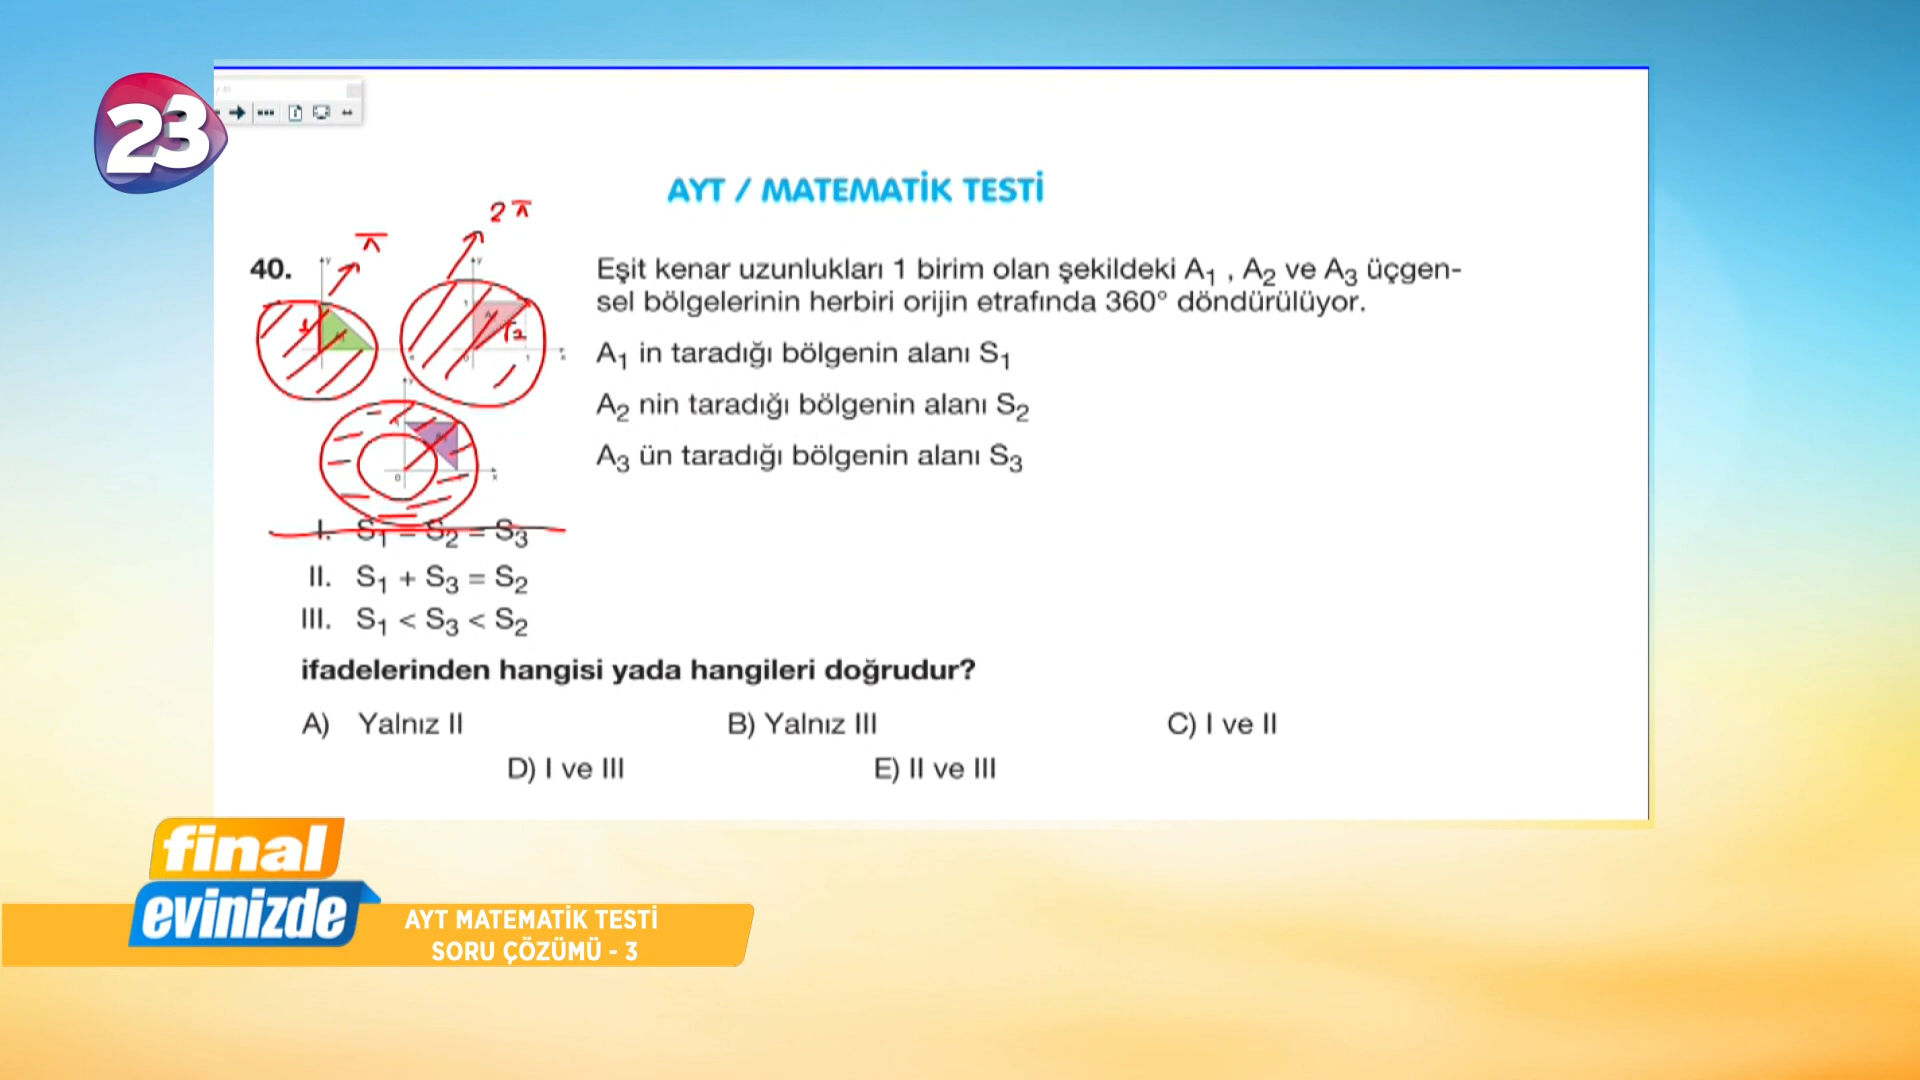 23
AYT / MATEMATİK TESTİ
2π
π
40.
Eşit kenar uzunlukları 1 birim olan şekildeki A₁ , A₂ ve A₃ üçgen-
sel bölgelerinin herbiri orijin etrafında 360° döndürülüyor.
A₁ in taradığı bölgenin alanı S₁
A₂ nin taradığı bölgenin alanı S₂
A₃ ün taradığı bölgenin alanı S₃
I. S₁ = S₂ = S₃
II. S₁ + S₃ = S₂
III. S₁ < S₃ < S₂
ifadelerinden hangisi yada hangileri doğrudur?
A) Yalnız II B) Yalnız III C) I ve II
D) I ve III E) II ve III
final
evinizde
AYT MATEMATİK TESTİ
SORU ÇÖZÜMÜ - 3